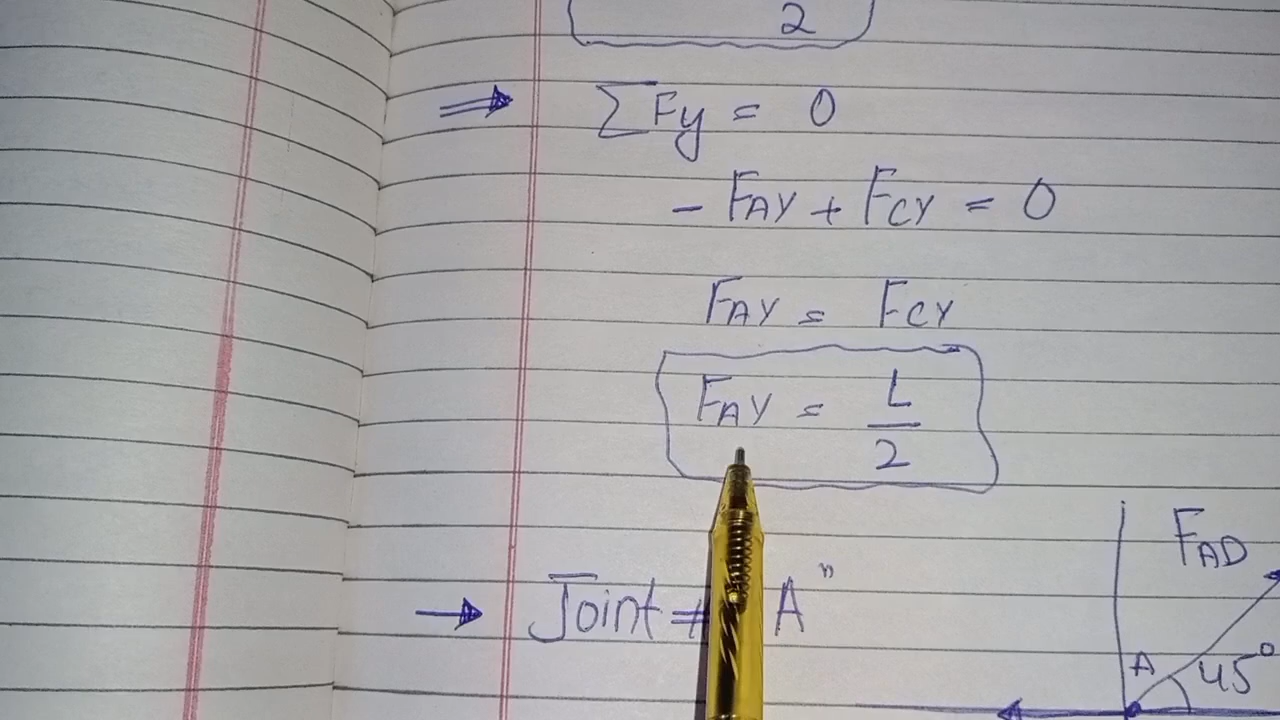 2
⇒ ΣFy = 0
- FAY + FCY = 0
FAY = FCY
FAY = L/2
→ Joint # A"
FAD
A 45°